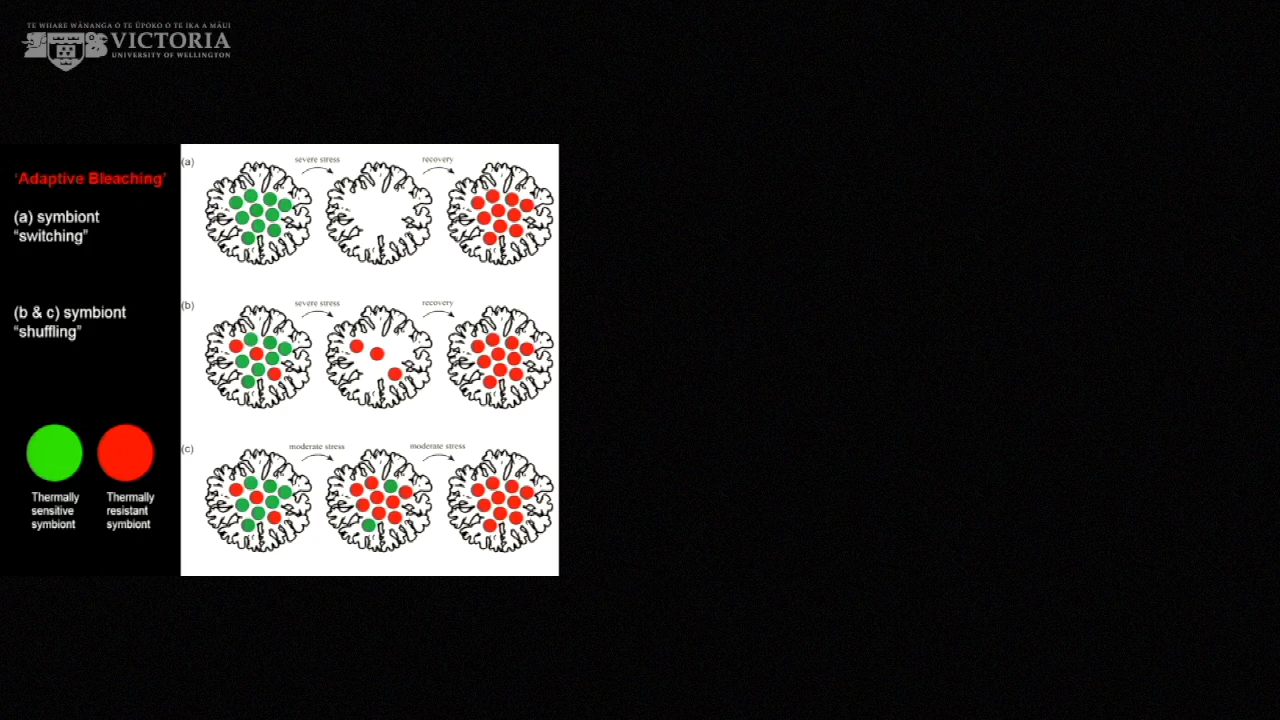 TE WHARE WĀNANGA O TE ŪPOKO O TE IKA A MĀUI
VICTORIA
UNIVERSITY OF WELLINGTON
'Adaptive Bleaching'
(a) symbiont
"switching"
(b & c) symbiont
"shuffling"
Thermally
sensitive
symbiont
Thermally
resistant
symbiont
(a)
severe stress
recovery
(b)
severe stress
recovery
(c)
moderate stress
moderate stress